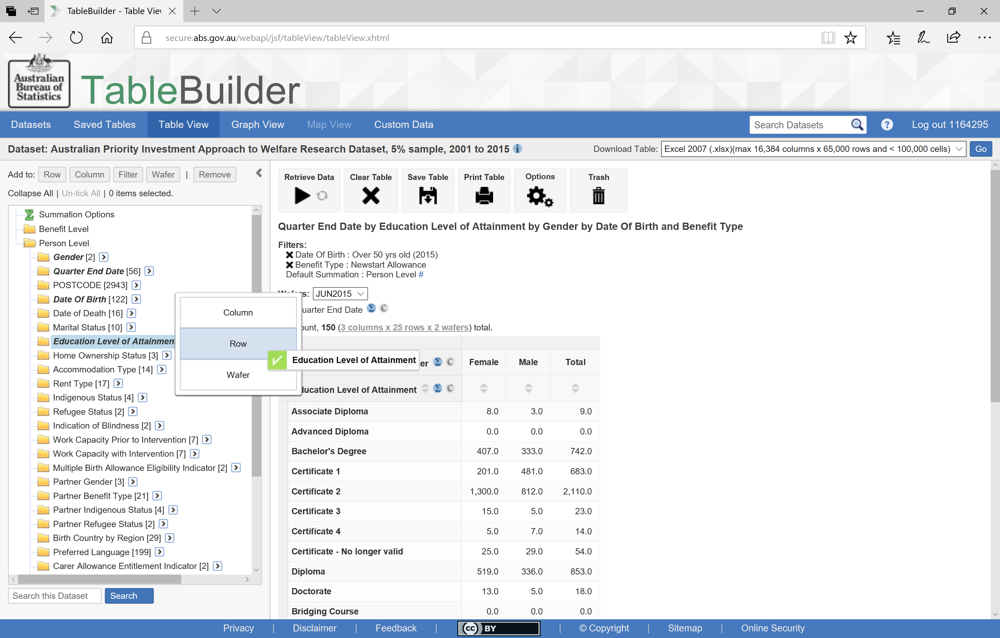 TableBuilder - Table Vie
secure.abs.gov.au/webapi/jsf/tableView/tableView.xhtml
Australian
Bureau of
Statistics
TableBuilder
Datasets Saved Tables Table View Graph View Map View Custom Data Search Datasets ? Log out 1164295
Dataset: Australian Priority Investment Approach to Welfare Research Dataset, 5% sample, 2001 to 2015 i Download Table: Excel 2007 (.xlsx)(max 16,384 columns x 65,000 rows and < 100,000 cells) Go
Add to: Row Column Filter Wafer | Remove
Collapse All | Un-tick All | 0 items selected.
Summation Options
Benefit Level
Person Level
Gender [2]
Quarter End Date [56]
POSTCODE [2943]
Date Of Birth [122]
Date of Death [16]
Marital Status [10]
Education Level of Attainment
Home Ownership Status [3]
Accommodation Type [14]
Rent Type [17]
Indigenous Status [4]
Refugee Status [2]
Indication of Blindness [2]
Work Capacity Prior to Intervention [7]
Work Capacity with Intervention [7]
Multiple Birth Allowance Eligibility Indicator [2]
Partner Gender [3]
Partner Benefit Type [21]
Partner Indigenous Status [4]
Partner Refugee Status [2]
Birth Country by Region [29]
Preferred Language [199]
Carer Allowance Entitlement Indicator [2]
Search this Dataset Search
Column
Row
Wafer
Education Level of Attainment
Retrieve Data Clear Table Save Table Print Table Options Trash
Quarter End Date by Education Level of Attainment by Gender by Date Of Birth and Benefit Type
Filters:
Date Of Birth : Over 50 yrs old (2015)
Benefit Type : Newstart Allowance
Default Summation : Person Level #
Wafers: JUN2015
uarter End Date Σ C
ount, 150 (3 columns x 25 rows x 2 wafers) total.
Gender Σ C Female Male Total
ducation Level of Attainment Σ C
Associate Diploma 8.0 3.0 9.0
Advanced Diploma 0.0 0.0 0.0
Bachelor's Degree 407.0 333.0 742.0
Certificate 1 201.0 481.0 683.0
Certificate 2 1,300.0 812.0 2,110.0
Certificate 3 15.0 5.0 23.0
Certificate 4 5.0 7.0 14.0
Certificate - No longer valid 25.0 29.0 54.0
Diploma 519.0 336.0 853.0
Doctorate 13.0 5.0 18.0
Bridging Course 0.0 0.0 0.0
Privacy | Disclaimer | Feedback | cc BY | © Copyright | Sitemap | Online Security